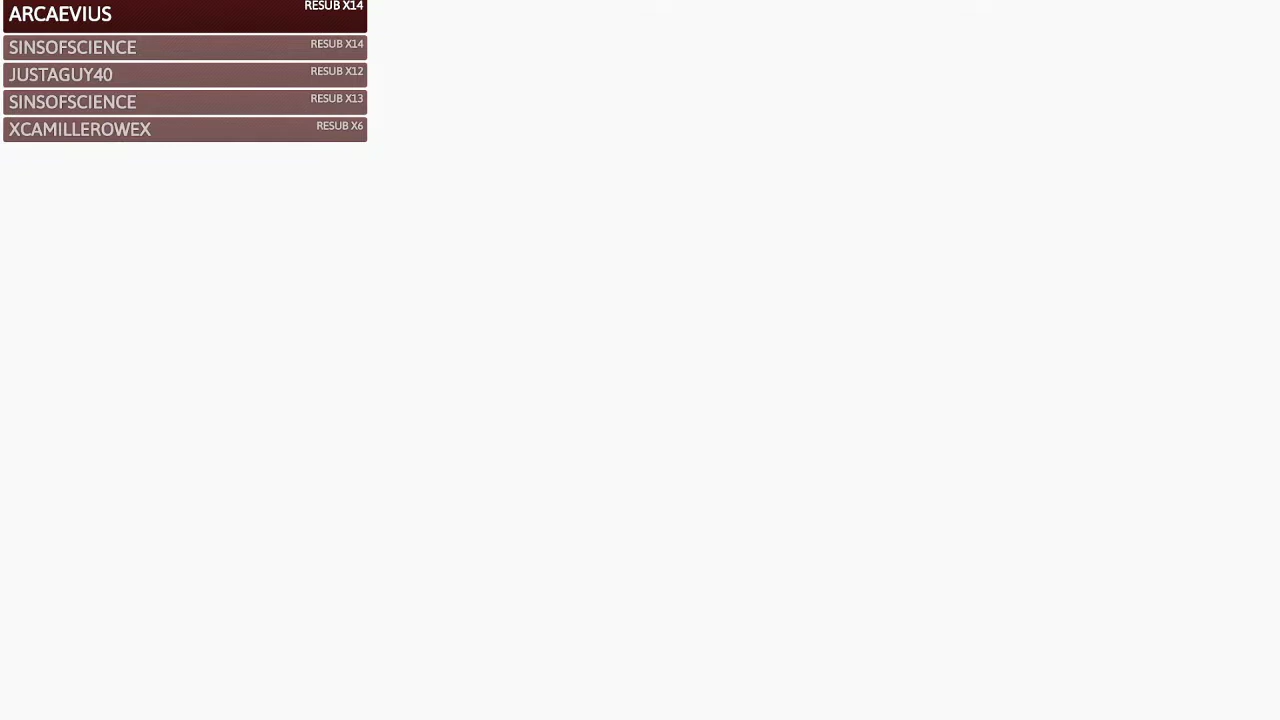 ARCAEVIUS RESUB X14
SINSOFSCIENCE RESUB X14
JUSTAGUY40 RESUB X12
SINSOFSCIENCE RESUB X13
XCAMILLEROWEX RESUB X6